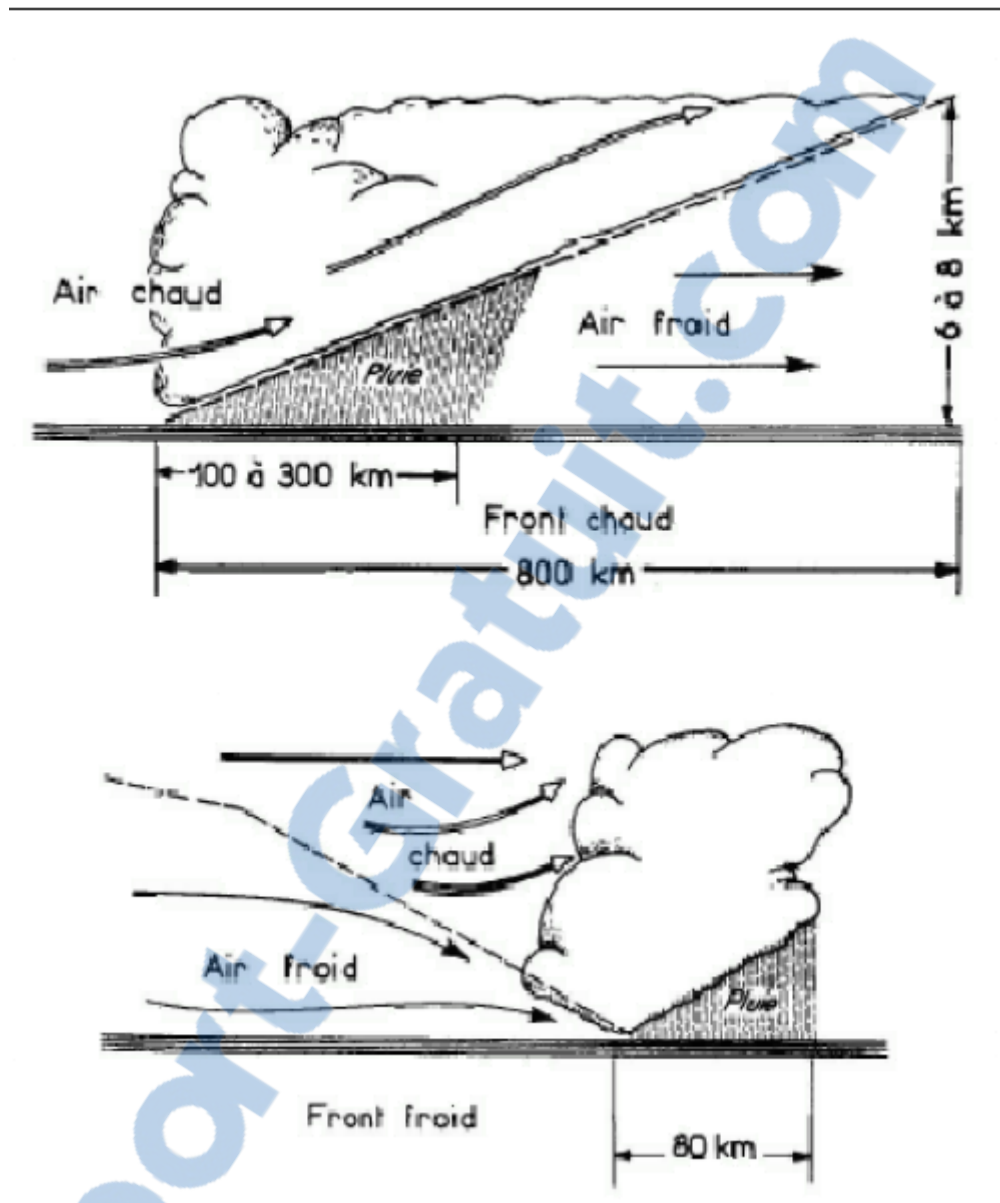 Air chaud
Air froid
Pluie
6 à 8 km
100 à 300 km
Front chaud
800 km
Air
chaud
Air froid
Pluie
Front froid
80 km
port-Gratuit.com